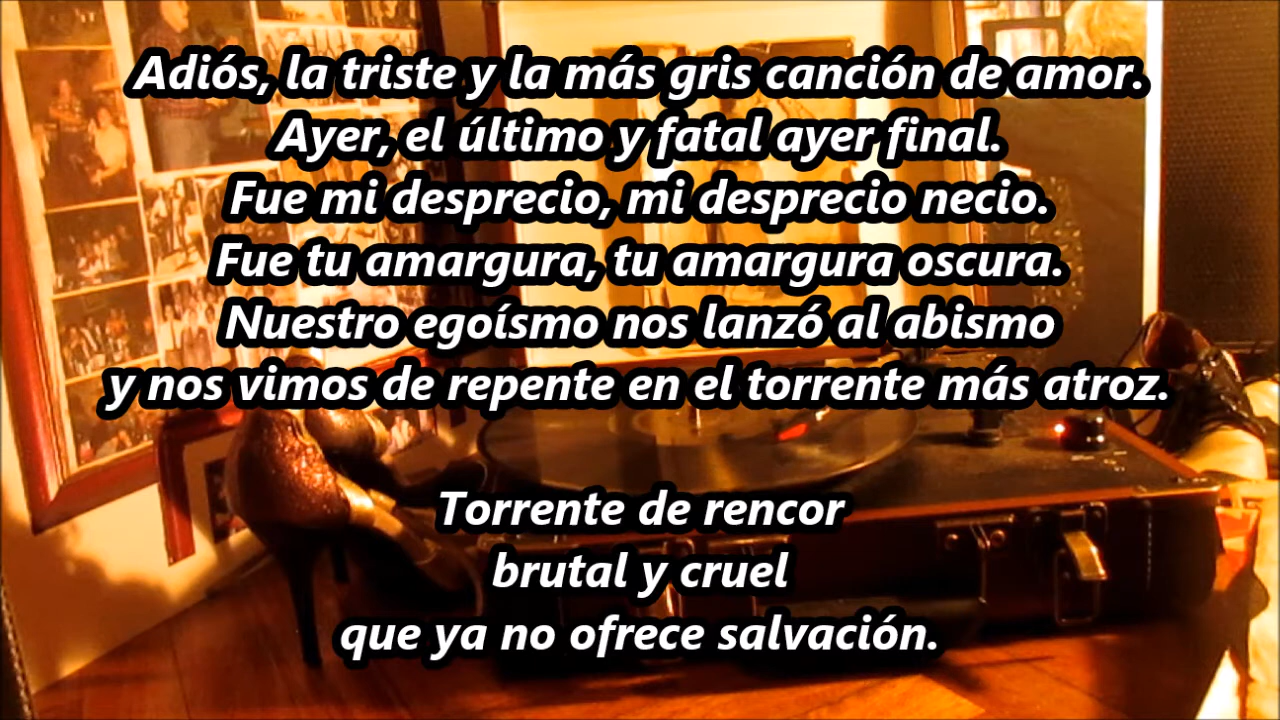 Adiós, la triste y la más gris canción de amor.
Ayer, el último y fatal ayer final.
Fue mi desprecio, mi desprecio necio.
Fue tu amargura, tu amargura oscura.
Nuestro egoísmo nos lanzó al abismo
y nos vimos de repente en el torrente más atroz.
Torrente de rencor
brutal y cruel
que ya no ofrece salvación.